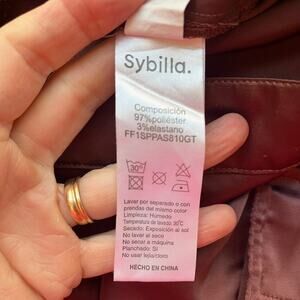 Sybilla.
Composición
97%poliéster
3%elastano
FF1SPPAS810GT
30°
Lavar por separado o con
prendas del mismo color
Limpieza: Húmedo
Temperatura de lavado: 30°C
Secado: Exposición al sol
No lavar al seco
No secar a máquina
Planchado: Sí
No usar lejía/cloro
HECHO EN CHINA